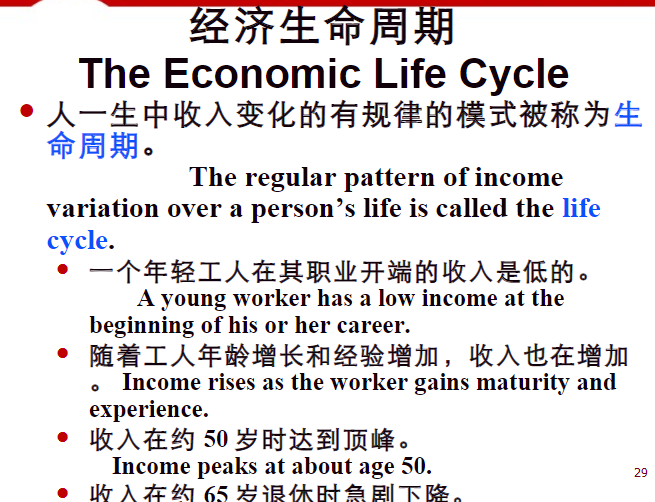 经济生命周期
The Economic Life Cycle
人一生中收入变化的有规律的模式被称为生
命周期。
The regular pattern of income
variation over a person’s life is called the life
cycle.
一个年轻工人在其职业开端的收入是低的。
A young worker has a low income at the
beginning of his or her career.
随着工人年龄增长和经验增加，收入也在增加
。 Income rises as the worker gains maturity and
experience.
收入在约 50 岁时达到顶峰。
Income peaks at about age 50.
收入在约 65 岁退休时急剧下降。
29